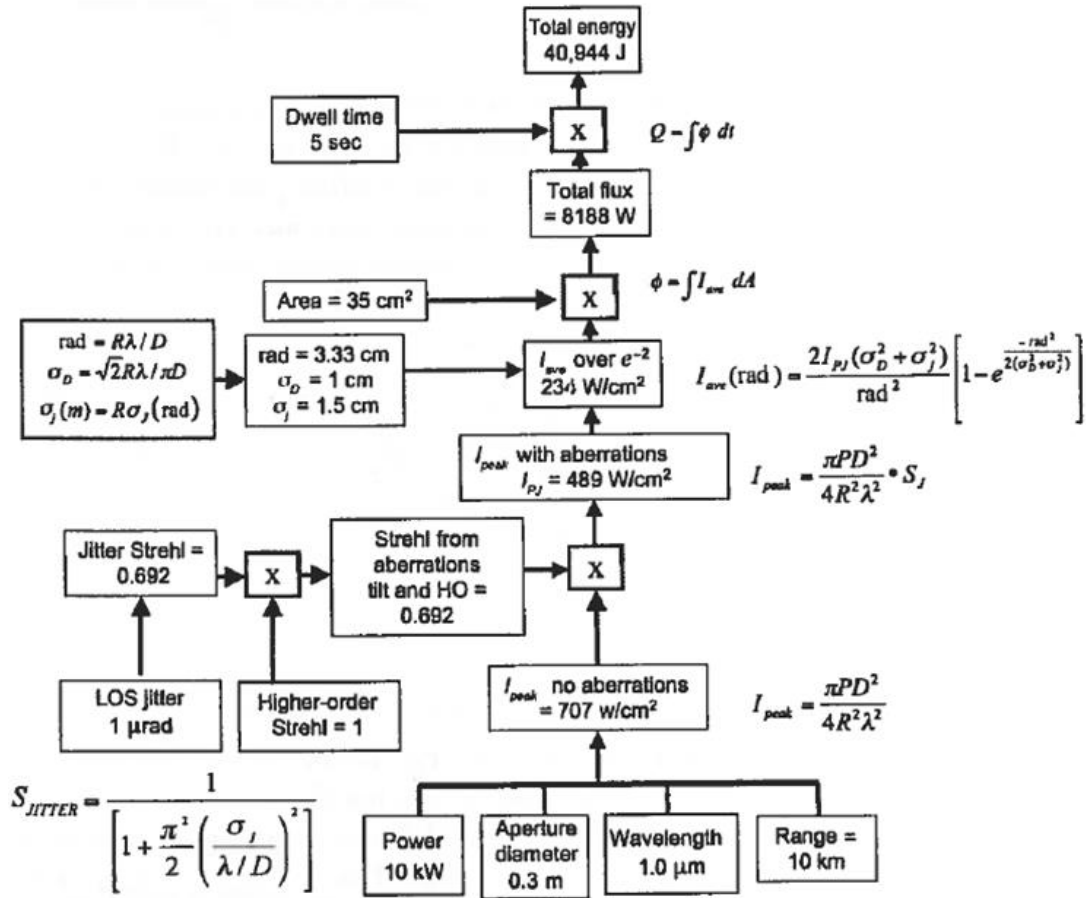 Total energy
40,944 J
Dwell time
5 sec
X
Q = ∫ϕ dt
Total flux
= 8188 W
Area = 35 cm²
X
ϕ = ∫I_ave dA
rad = Rλ / D
σ_D = √2Rλ / πD
σ_j(m) = Rσ_J(rad)
rad = 3.33 cm
σ_D = 1 cm
σ_j = 1.5 cm
I_ave over e⁻²
234 W/cm²
I_ave(rad) = 2I_PJ(σ_D² + σ_j²) / rad² [1 − e^(−rad² / 2(σ_D²+σ_j²))]
I_peak with aberrations
I_PJ = 489 W/cm²
I_peak = πPD² / 4R²λ² • S_J
Jitter Strehl =
0.692
X
Strehl from
aberrations
tilt and HO =
0.692
X
LOS jitter
1 μrad
Higher-order
Strehl = 1
I_peak no aberrations
= 707 w/cm²
I_peak = πPD² / 4R²λ²
S_JITTER = 1 / [1 + π²/2 (σ_J / λ/D)²]
Power
10 kW
Aperture
diameter
0.3 m
Wavelength
1.0 μm
Range =
10 km